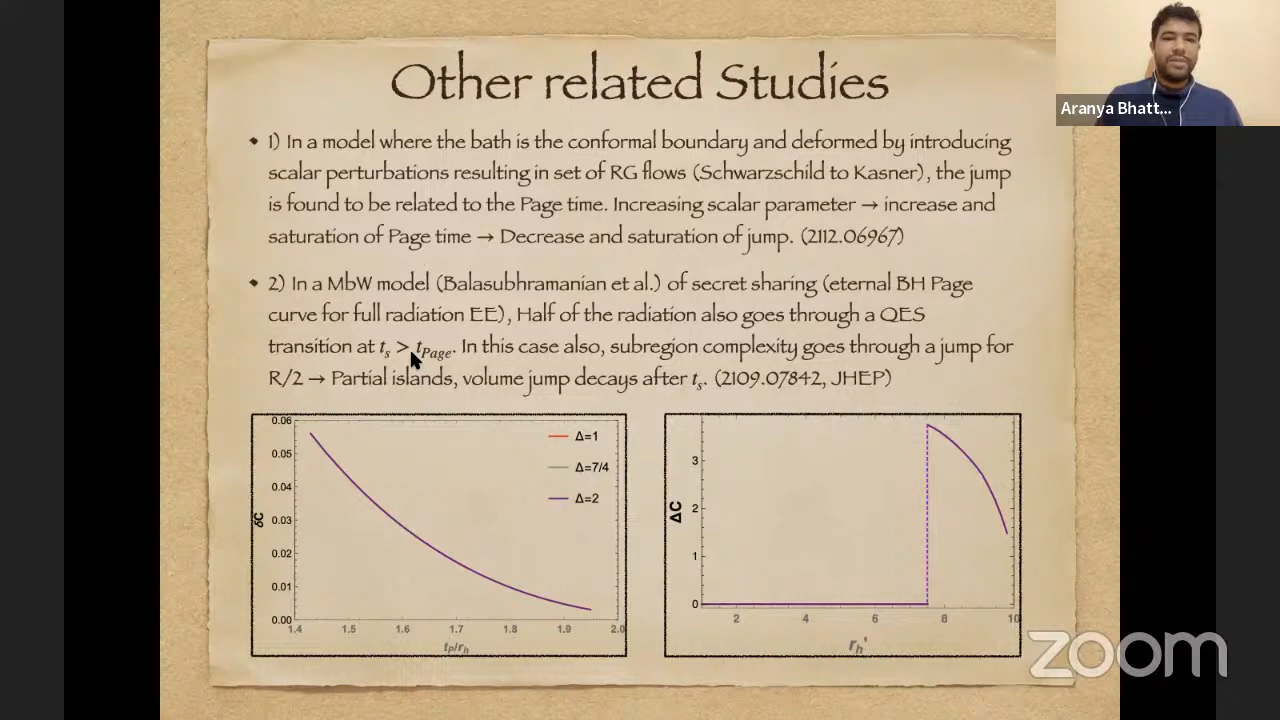 Other related Studies
Aranya Bhatt...
1) In a model where the bath is the conformal boundary and deformed by introducing
scalar perturbations resulting in set of RG flows (Schwarzschild to Kasner), the jump
is found to be related to the Page time. Increasing scalar parameter → increase and
saturation of Page time → Decrease and saturation of jump. (2112.06967)
2) In a MbW model (Balasubhramanian et al.) of secret sharing (eternal BH Page
curve for full radiation EE), Half of the radiation also goes through a QES
transition at t_s > t_Page. In this case also, subregion complexity goes through a jump for
R/2 → Partial islands, volume jump decays after t_s. (2109.07842, JHEP)
0.06
0.05
0.04
0.03
0.02
0.01
0.00
δC
Δ=1
Δ=7/4
Δ=2
1.4 1.5 1.6 1.7 1.8 1.9 2.0
t_P/r_h
3
2
1
0
ΔC
2 4 6 8 10
r_h'
zoom